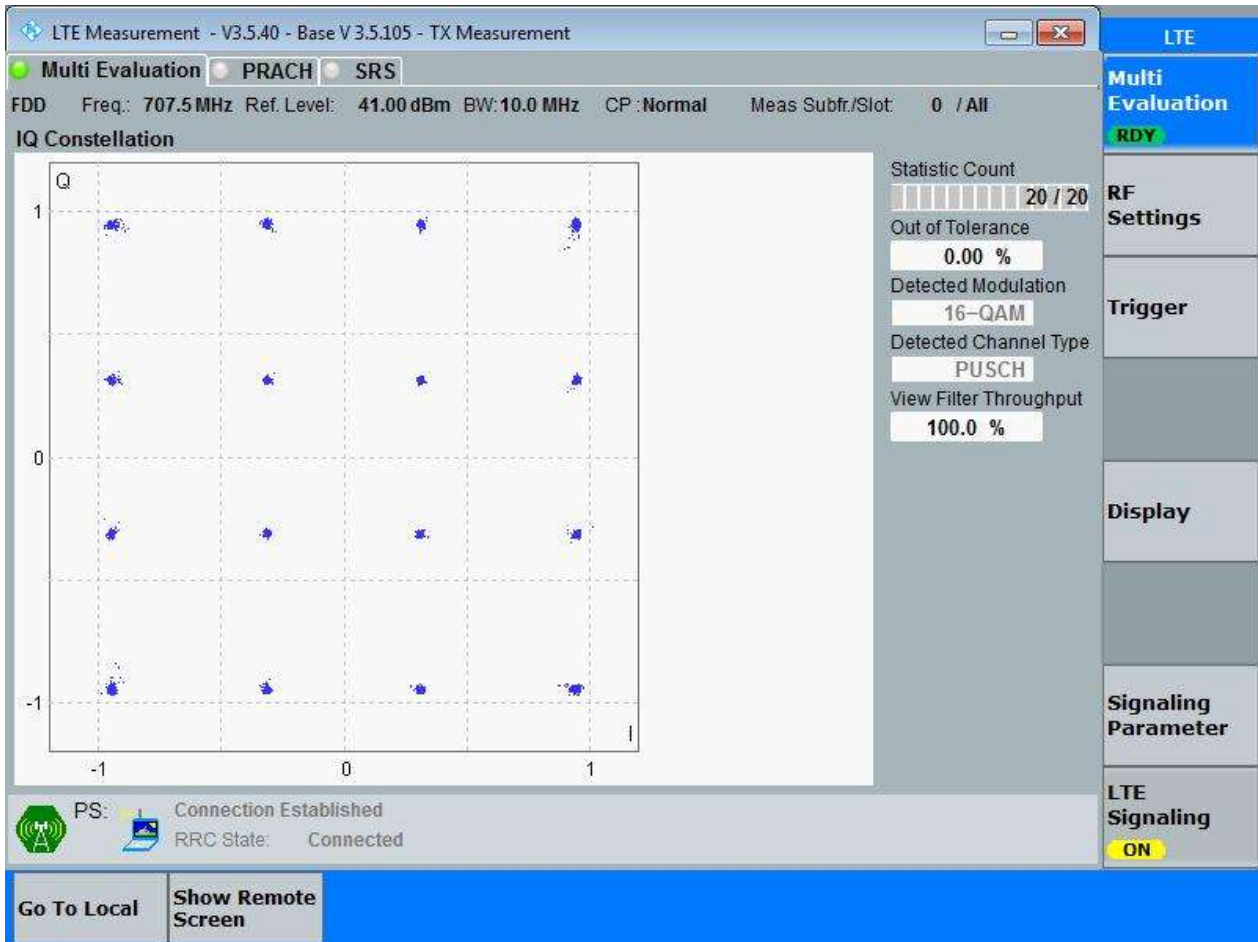 LTE Measurement - V3.5.40 - Base V 3.5.105 - TX Measurement
LTE
Multi Evaluation PRACH SRS
Multi
Evaluation
RDY
FDD Freq.: 707.5 MHz Ref. Level: 41.00 dBm BW: 10.0 MHz CP : Normal Meas Subfr./Slot: 0 / All
IQ Constellation
Q
1
0
-1
I
-1 0 1
Statistic Count
20 / 20
Out of Tolerance
0.00 %
Detected Modulation
16-QAM
Detected Channel Type
PUSCH
View Filter Throughput
100.0 %
RF
Settings
Trigger
Display
Signaling
Parameter
LTE
Signaling
ON
PS: Connection Established
RRC State: Connected
Go To Local
Show Remote
Screen